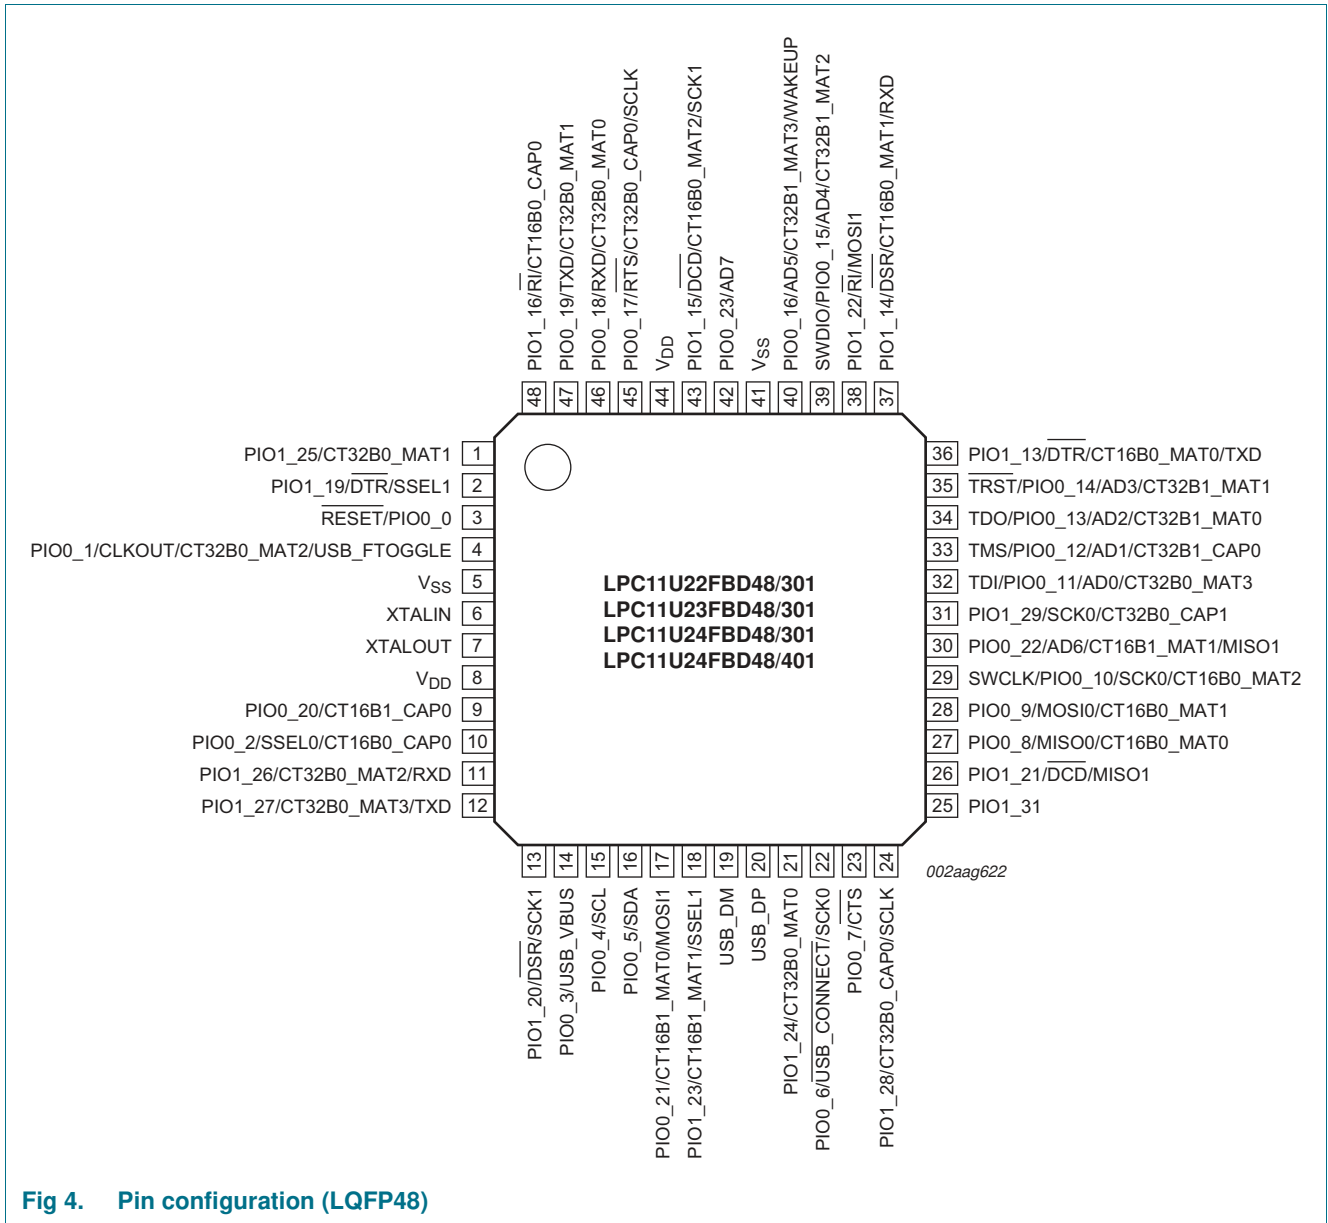 PIO1_16/RI/CT16B0_CAP0
PIO0_19/TXD/CT32B0_MAT1
PIO0_18/RXD/CT32B0_MAT0
PIO0_17/RTS/CT32B0_CAP0/SCLK
VDD
PIO1_15/DCD/CT16B0_MAT2/SCK1
PIO0_23/AD7
VSS
PIO0_16/AD5/CT32B1_MAT3/WAKEUP
SWDIO/PIO0_15/AD4/CT32B1_MAT2
PIO1_22/RI/MOSI1
PIO1_14/DSR/CT16B0_MAT1/RXD
48
47
46
45
44
43
42
41
40
39
38
37
PIO1_25/CT32B0_MAT1 1
PIO1_19/DTR/SSEL1 2
RESET/PIO0_0 3
PIO0_1/CLKOUT/CT32B0_MAT2/USB_FTOGGLE 4
VSS 5
XTALIN 6
XTALOUT 7
VDD 8
PIO0_20/CT16B1_CAP0 9
PIO0_2/SSEL0/CT16B0_CAP0 10
PIO1_26/CT32B0_MAT2/RXD 11
PIO1_27/CT32B0_MAT3/TXD 12
LPC11U22FBD48/301
LPC11U23FBD48/301
LPC11U24FBD48/301
LPC11U24FBD48/401
36 PIO1_13/DTR/CT16B0_MAT0/TXD
35 TRST/PIO0_14/AD3/CT32B1_MAT1
34 TDO/PIO0_13/AD2/CT32B1_MAT0
33 TMS/PIO0_12/AD1/CT32B1_CAP0
32 TDI/PIO0_11/AD0/CT32B0_MAT3
31 PIO1_29/SCK0/CT32B0_CAP1
30 PIO0_22/AD6/CT16B1_MAT1/MISO1
29 SWCLK/PIO0_10/SCK0/CT16B0_MAT2
28 PIO0_9/MOSI0/CT16B0_MAT1
27 PIO0_8/MISO0/CT16B0_MAT0
26 PIO1_21/DCD/MISO1
25 PIO1_31
13
14
15
16
17
18
19
20
21
22
23
24
PIO1_20/DSR/SCK1
PIO0_3/USB_VBUS
PIO0_4/SCL
PIO0_5/SDA
PIO0_21/CT16B1_MAT0/MOSI1
PIO1_23/CT16B1_MAT1/SSEL1
USB_DM
USB_DP
PIO1_24/CT32B0_MAT0
PIO0_6/USB_CONNECT/SCK0
PIO0_7/CTS
PIO1_28/CT32B0_CAP0/SCLK
002aag622
Fig 4. Pin configuration (LQFP48)